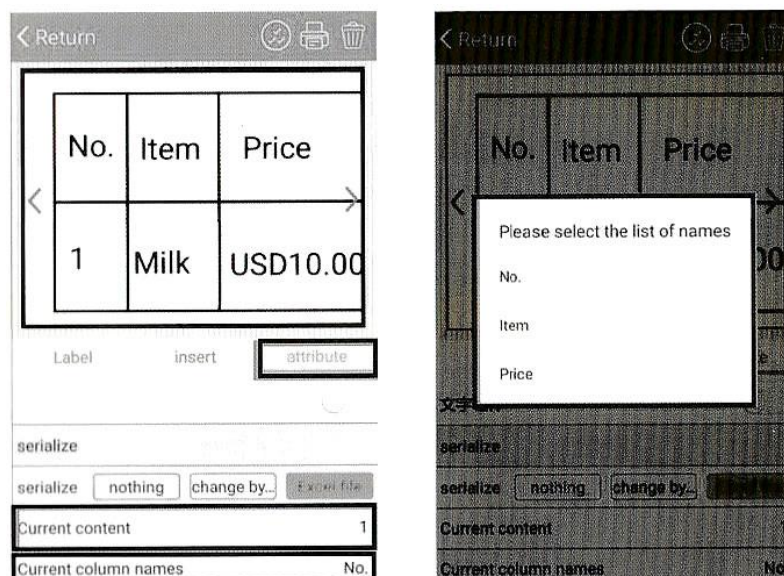 Return
No. Item Price
1 Milk USD10.00
Label insert attribute
serialize
serialize nothing change by... Excel file
Current content 1
Current column names No.
Return
No. Item Price
Please select the list of names
No.
Item
Price
serialize
serialize nothing change by...
Current content
Current column names No.